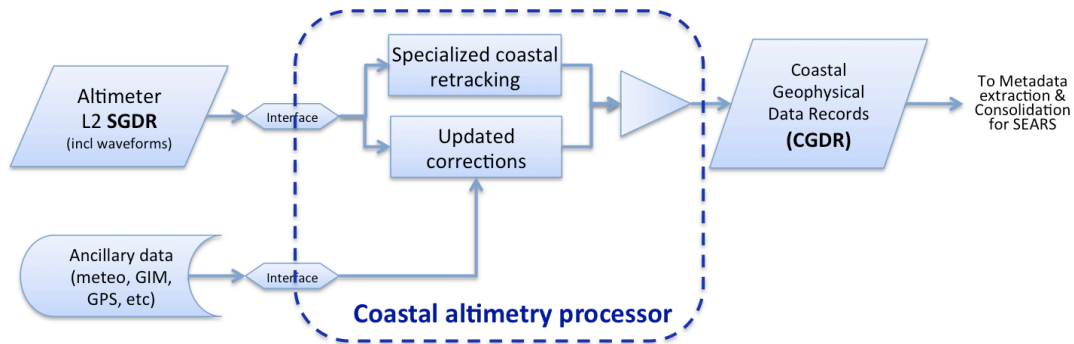 Altimeter
L2 SGDR
(incl waveforms)
Interface
Specialized coastal
retracking
Updated
corrections
Coastal
Geophysical
Data Records
(CGDR)
To Metadata
extraction &
Consolidation
for SEARS
Ancillary data
(meteo, GIM,
GPS, etc)
Interface
Coastal altimetry processor